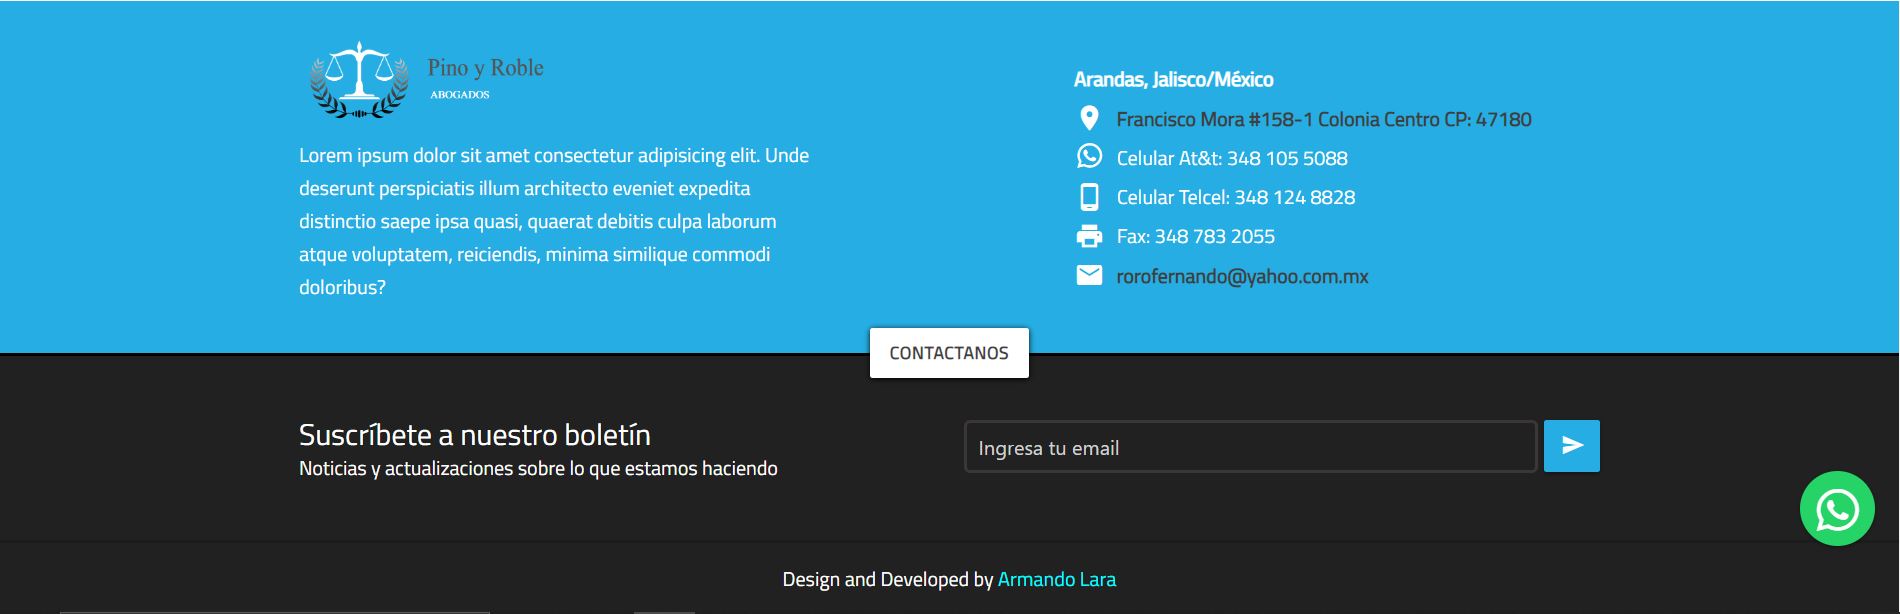 Pino y Roble
ABOGADOS
Lorem ipsum dolor sit amet consectetur adipisicing elit. Unde
deserunt perspiciatis illum architecto eveniet expedita
distinctio saepe ipsa quasi, quaerat debitis culpa laborum
atque voluptatem, reiciendis, minima similique commodi
doloribus?
Arandas, Jalisco/México
Francisco Mora #158-1 Colonia Centro CP: 47180
Celular At&t: 348 105 5088
Celular Telcel: 348 124 8828
Fax: 348 783 2055
rorofernando@yahoo.com.mx
CONTACTANOS
Suscríbete a nuestro boletín
Noticias y actualizaciones sobre lo que estamos haciendo
Ingresa tu email
Design and Developed by Armando Lara